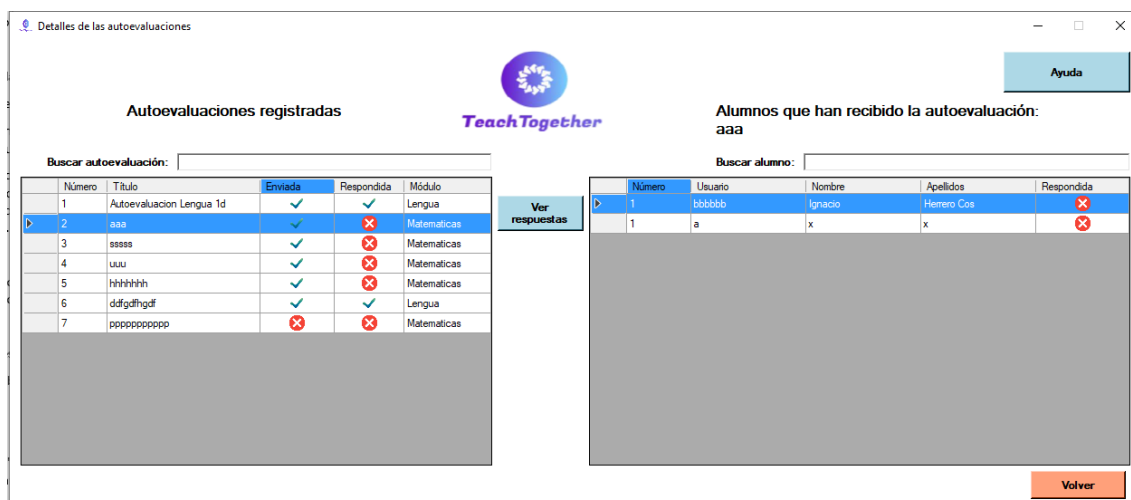 Detalles de las autoevaluaciones
Ayuda
TeachTogether
Autoevaluaciones registradas
Alumnos que han recibido la autoevaluación:
aaa
Buscar autoevaluación:
Buscar alumno:
Número Título Enviada Respondida Módulo
1 Autoevaluacion Lengua 1d Lengua
2 aaa Matematicas
3 sssss Matematicas
4 uuu Matematicas
5 hhhhhhh Matematicas
6 ddfgdfhgdf Lengua
7 ppppppppppp Matematicas
Ver
respuestas
Número Usuario Nombre Apellidos Respondida
1 bbbbbb Ignacio Herrero Cos
1 a x x
Volver